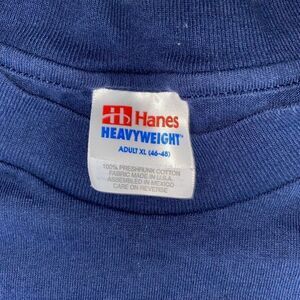 Hanes
HEAVYWEIGHT
ADULT XL (46-48)
100% PRESHRUNK COTTON
FABRIC MADE IN U.S.A.
ASSEMBLED IN MEXICO
CARE ON REVERSE